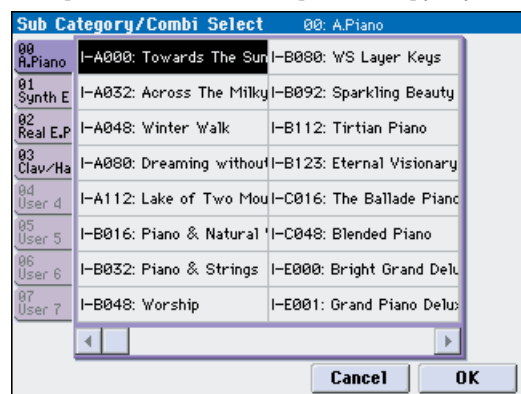 Sub Category/Combi Select 00: A.Piano
00
A.Piano
I-A000: Towards The Sun I-B080: WS Layer Keys
01
Synth E
I-A032: Across The Milky I-B092: Sparkling Beauty
02
Real E.P
I-A048: Winter Walk I-B112: Tirtian Piano
03
Clav/Ha
I-A080: Dreaming without I-B123: Eternal Visionary
04
User 4
I-A112: Lake of Two Mou I-C016: The Ballade Piano
05
User 5
I-B016: Piano & Natural I-C048: Blended Piano
06
User 6
I-B032: Piano & Strings I-E000: Bright Grand Delu
07
User 7
I-B048: Worship I-E001: Grand Piano Delux
Cancel OK